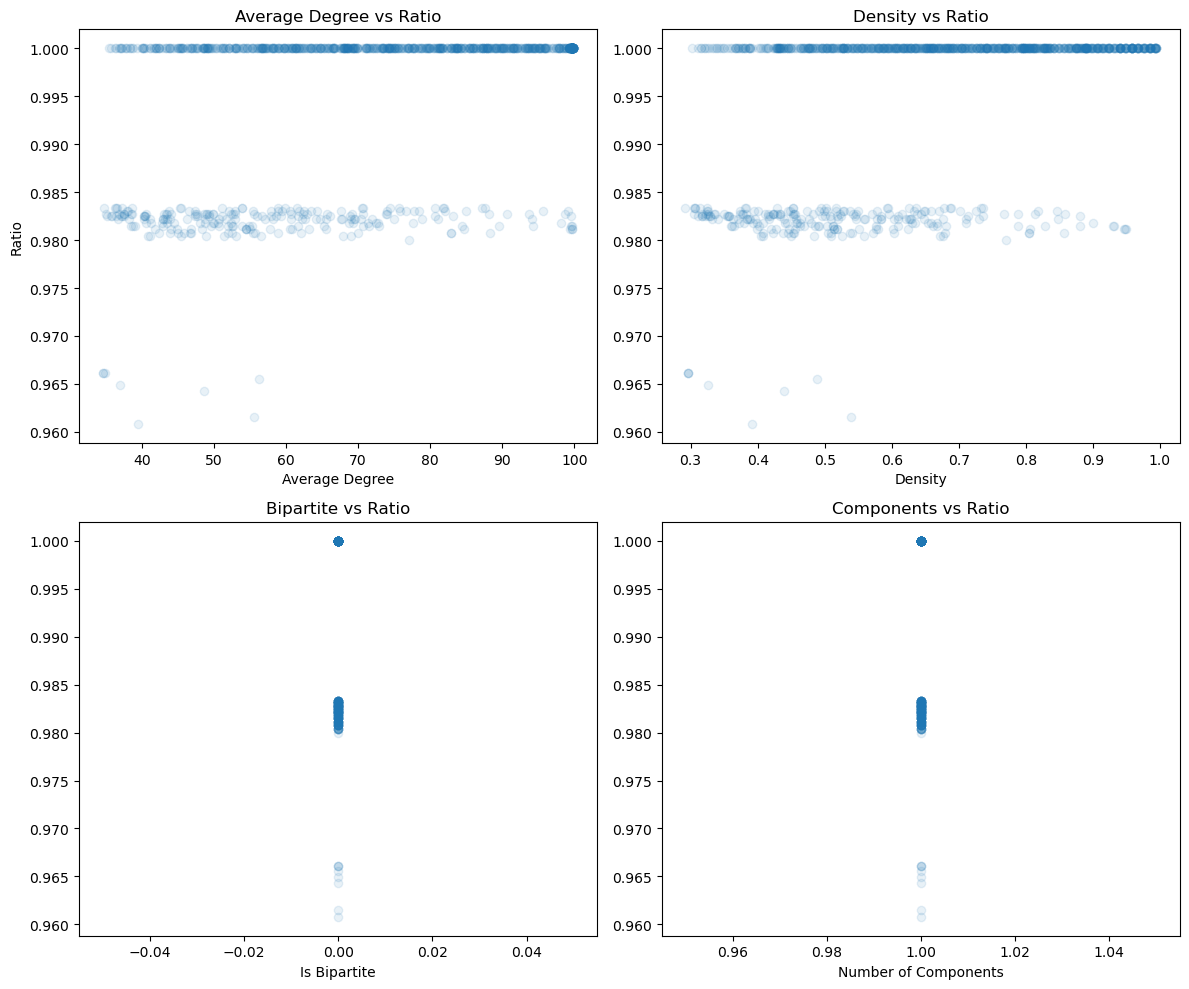 Average Degree vs Ratio
1.000
0.995
0.990
0.985
0.980
0.975
0.970
0.965
0.960
Ratio
40 50 60 70 80 90 100
Average Degree
Density vs Ratio
1.000
0.995
0.990
0.985
0.980
0.975
0.970
0.965
0.960
0.3 0.4 0.5 0.6 0.7 0.8 0.9 1.0
Density
Bipartite vs Ratio
1.000
0.995
0.990
0.985
0.980
0.975
0.970
0.965
0.960
−0.04 −0.02 0.00 0.02 0.04
Is Bipartite
Components vs Ratio
1.000
0.995
0.990
0.985
0.980
0.975
0.970
0.965
0.960
0.96 0.98 1.00 1.02 1.04
Number of Components